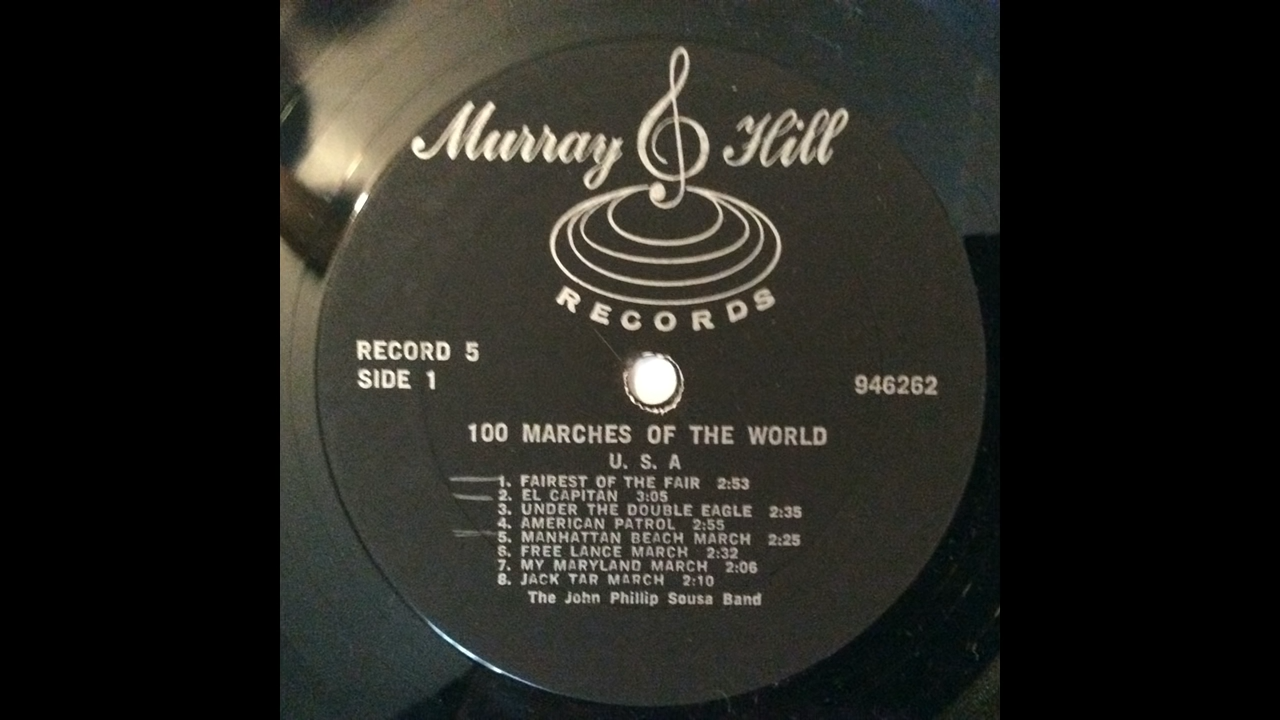 Murray Hill
RECORDS
RECORD 5
SIDE 1
946262
100 MARCHES OF THE WORLD
U. S. A
1. FAIREST OF THE FAIR 2:53
2. EL CAPITAN 3:05
3. UNDER THE DOUBLE EAGLE 2:35
4. AMERICAN PATROL 2:55
5. MANHATTAN BEACH MARCH 2:25
6. FREE LANCE MARCH 2:32
7. MY MARYLAND MARCH 2:06
8. JACK TAR MARCH 2:10
The John Phillip Sousa Band